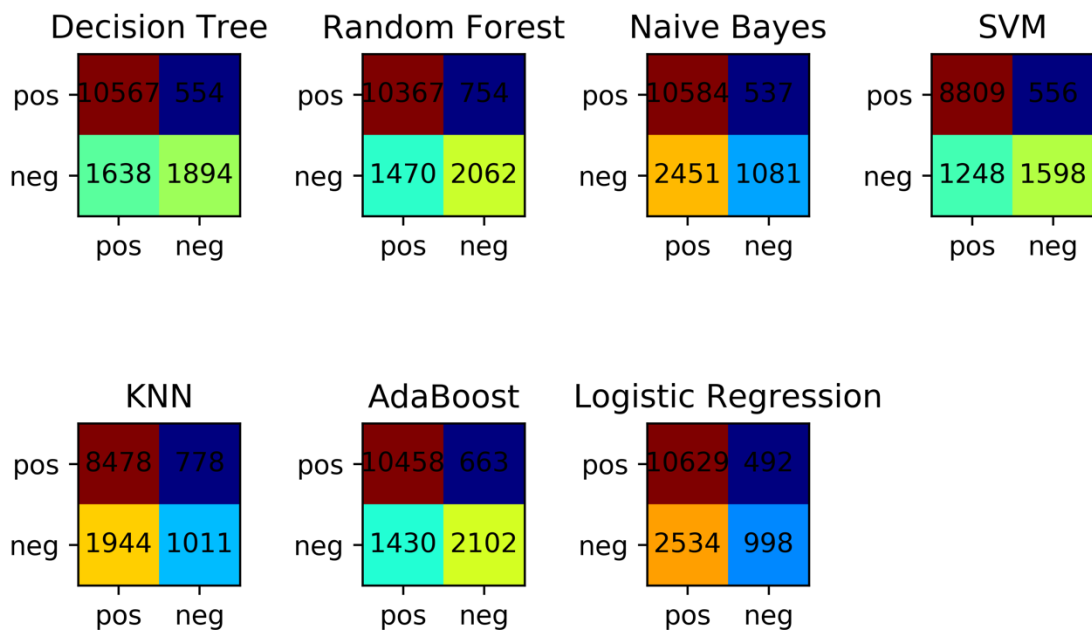 Decision Tree Random Forest Naive Bayes SVM
pos 10567 554 10367 754 10584 537 pos 8809 556
neg 1638 1894 neg 1470 2062 neg 2451 1081 neg 1248 1598
pos neg pos neg pos neg pos neg
KNN AdaBoost Logistic Regression
pos 8478 778 pos 10458 663 pos 10629 492
neg 1944 1011 neg 1430 2102 neg 2534 998
pos neg pos neg pos neg